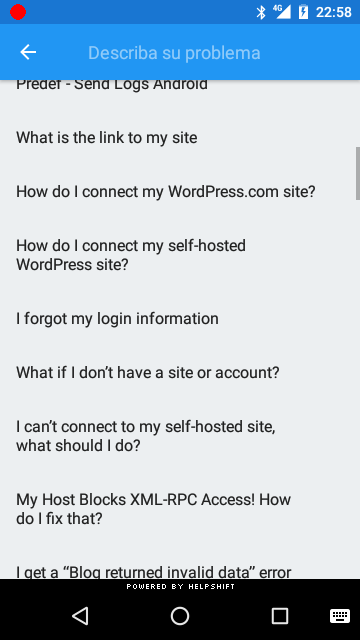 4G 22:58
Describa su problema
Predef - Send Logs Android
What is the link to my site
How do I connect my WordPress.com site?
How do I connect my self-hosted
WordPress site?
I forgot my login information
What if I don’t have a site or account?
I can’t connect to my self-hosted site,
what should I do?
My Host Blocks XML-RPC Access! How
do I fix that?
I get a “Blog returned invalid data” error
POWERED BY HELPSHIFT